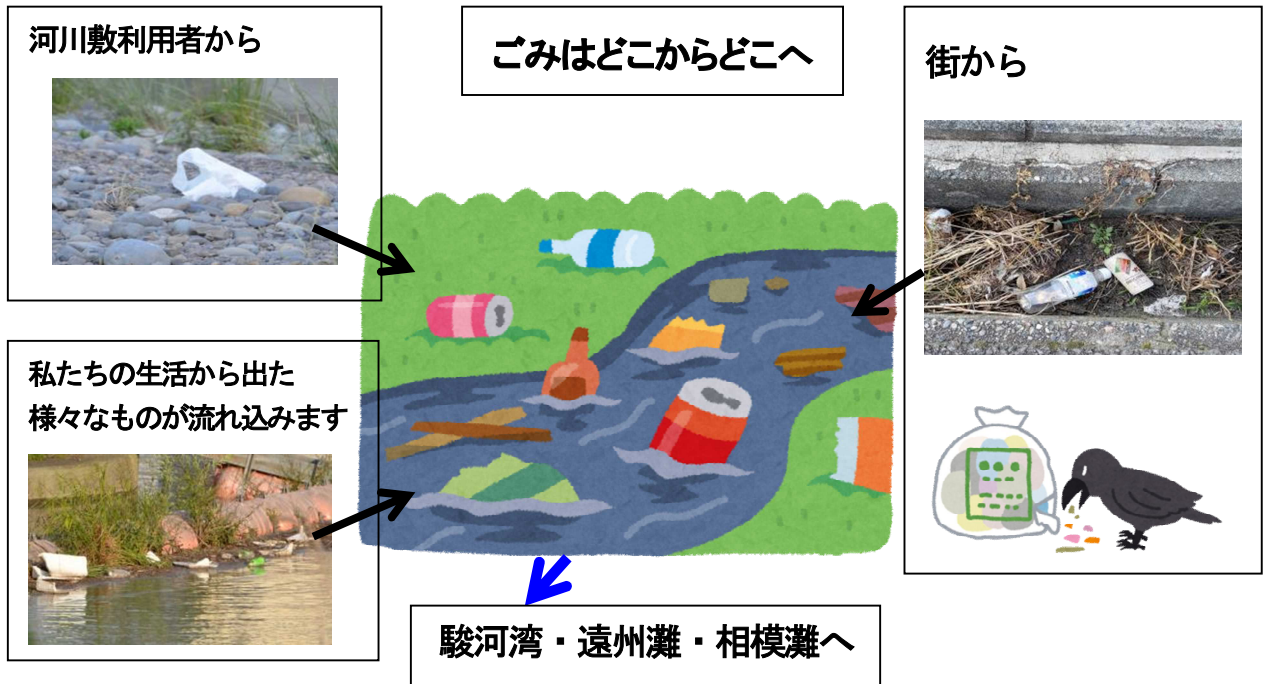 ごみはどこからどこへ
河川敷利用者から
街から
私たちの生活から出た
様々なものが流れ込みます
駿河湾・遠州灘・相模灘へ